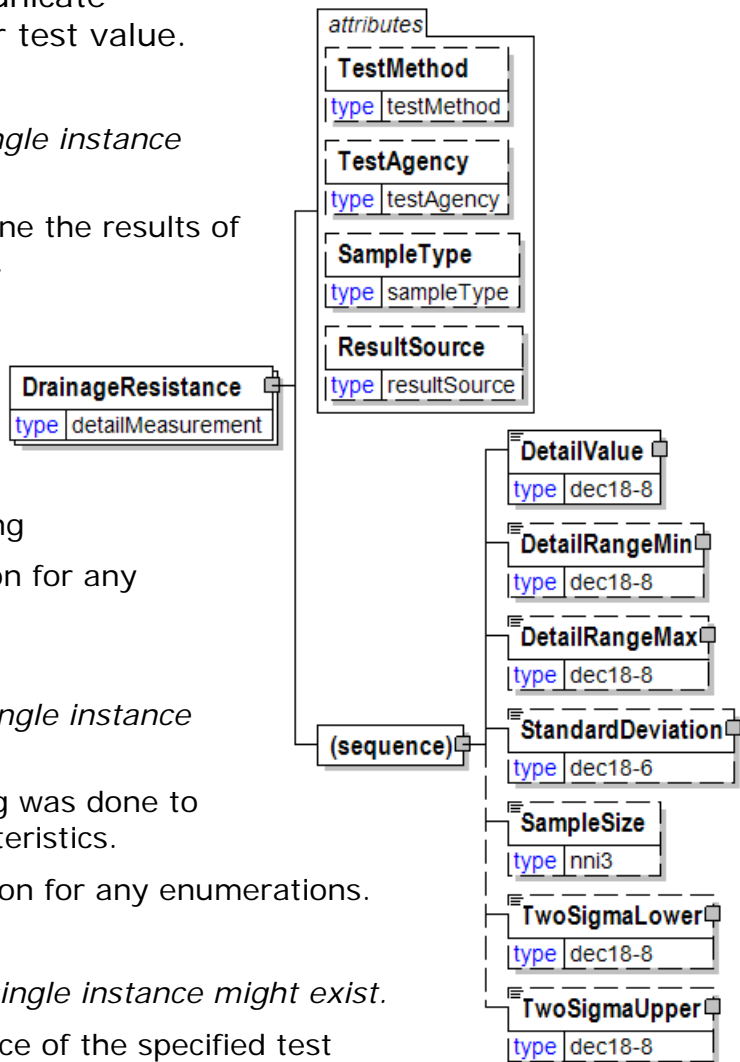 unicate
r test value.
ngle instance
ne the results of
ng
on for any
ngle instance
g was done to
teristics.
on for any enumerations.
single instance might exist.
ce of the specified test
attributes
TestMethod
type testMethod
TestAgency
type testAgency
SampleType
type sampleType
ResultSource
type resultSource
DrainageResistance
type detailMeasurement
(sequence)
DetailValue
type dec18-8
DetailRangeMin
type dec18-8
DetailRangeMax
type dec18-8
StandardDeviation
type dec18-6
SampleSize
type nni3
TwoSigmaLower
type dec18-8
TwoSigmaUpper
type dec18-8